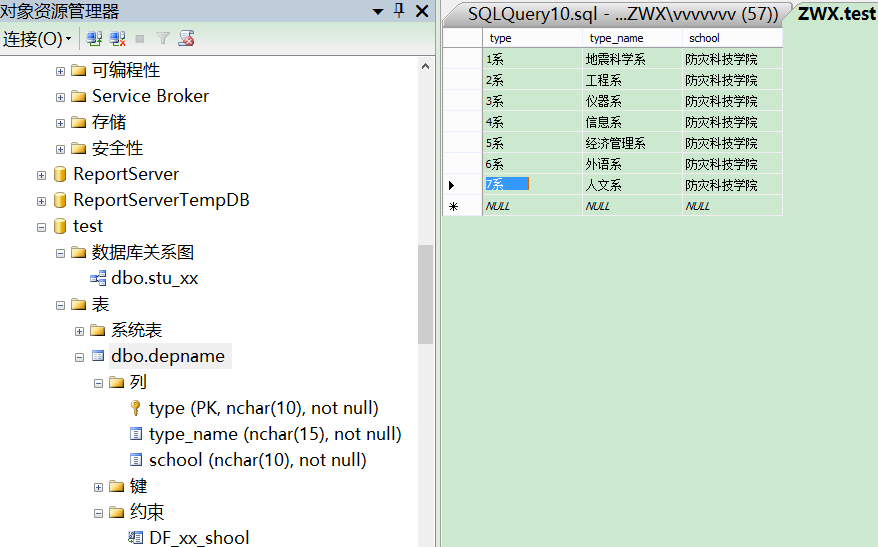 对象资源管理器
连接(O)
可编程性
Service Broker
存储
安全性
ReportServer
ReportServerTempDB
test
数据库关系图
dbo.stu_xx
表
系统表
dbo.depname
列
type (PK, nchar(10), not null)
type_name (nchar(15), not null)
school (nchar(10), not null)
键
约束
DF_xx_shool
SQLQuery10.sql - ...ZWX\vvvvvvv (57))
ZWX.test
type type_name school
1系 地震科学系 防灾科技学院
2系 工程系 防灾科技学院
3系 仪器系 防灾科技学院
4系 信息系 防灾科技学院
5系 经济管理系 防灾科技学院
6系 外语系 防灾科技学院
7系 人文系 防灾科技学院
NULL NULL NULL